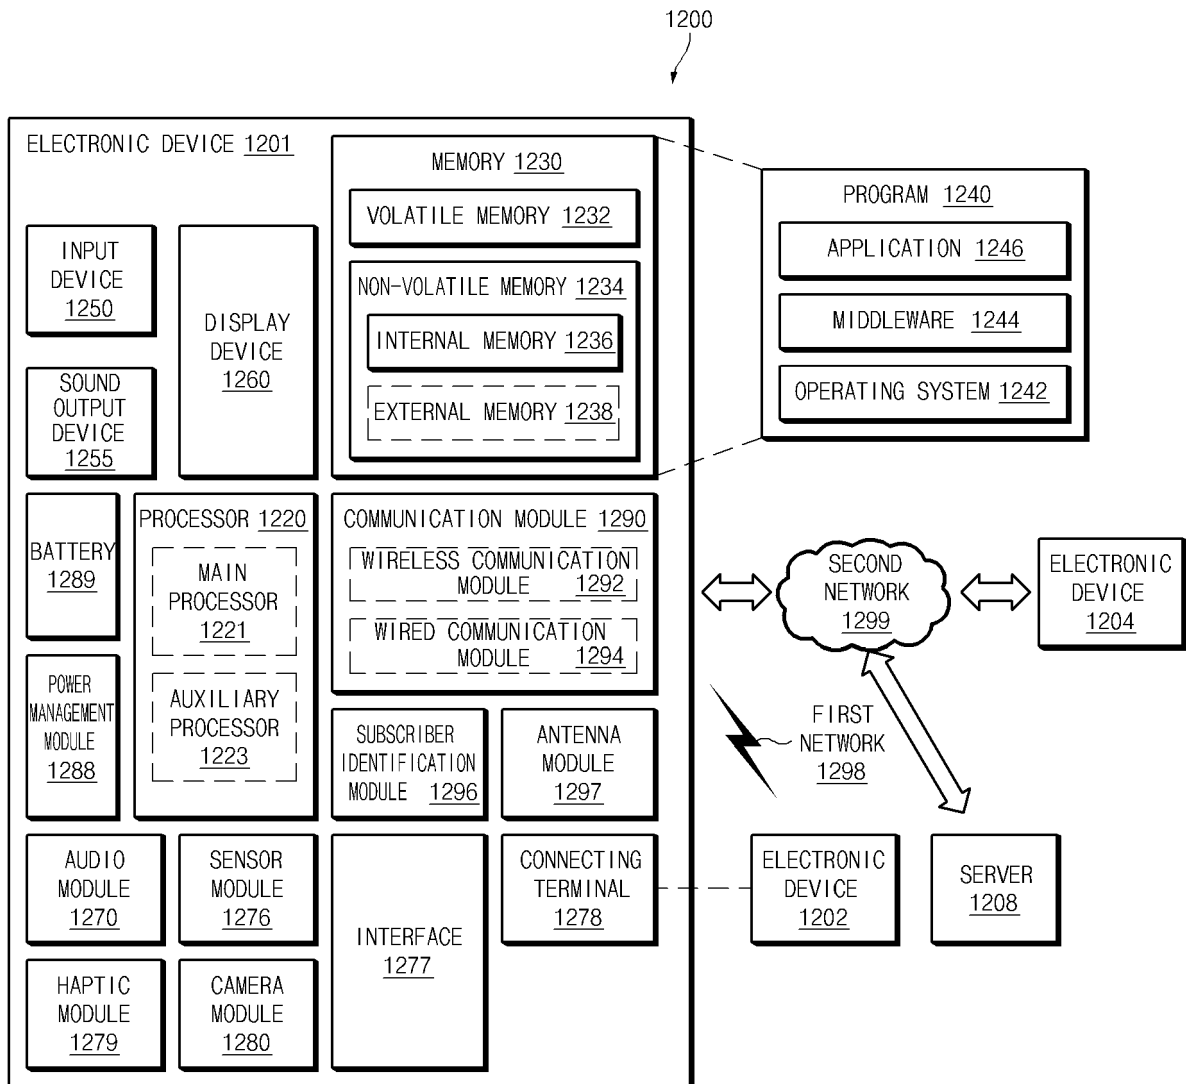 1200
ELECTRONIC DEVICE 1201
MEMORY 1230
VOLATILE MEMORY 1232
NON-VOLATILE MEMORY 1234
INTERNAL MEMORY 1236
EXTERNAL MEMORY 1238
PROGRAM 1240
APPLICATION 1246
MIDDLEWARE 1244
OPERATING SYSTEM 1242
INPUT
DEVICE
1250
DISPLAY
DEVICE
1260
SOUND
OUTPUT
DEVICE
1255
BATTERY
1289
PROCESSOR 1220
MAIN
PROCESSOR
1221
AUXILIARY
PROCESSOR
1223
COMMUNICATION MODULE 1290
WIRELESS COMMUNICATION
MODULE 1292
WIRED COMMUNICATION
MODULE 1294
SECOND
NETWORK
1299
ELECTRONIC
DEVICE
1204
POWER
MANAGEMENT
MODULE
1288
SUBSCRIBER
IDENTIFICATION
MODULE 1296
ANTENNA
MODULE
1297
FIRST
NETWORK
1298
AUDIO
MODULE
1270
SENSOR
MODULE
1276
INTERFACE
1277
CONNECTING
TERMINAL
1278
ELECTRONIC
DEVICE
1202
SERVER
1208
HAPTIC
MODULE
1279
CAMERA
MODULE
1280